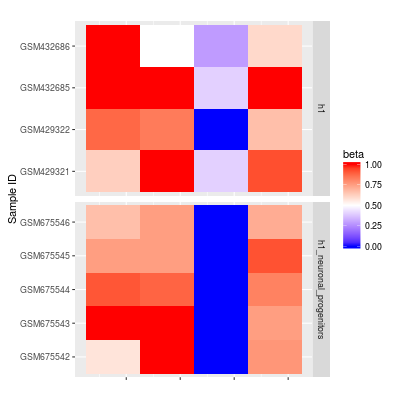 GSM432686
GSM432685
GSM429322
GSM429321
h1
GSM675546
GSM675545
GSM675544
GSM675543
GSM675542
h1_neuronal_progenitors
Sample ID
beta
1.00
0.75
0.50
0.25
0.00